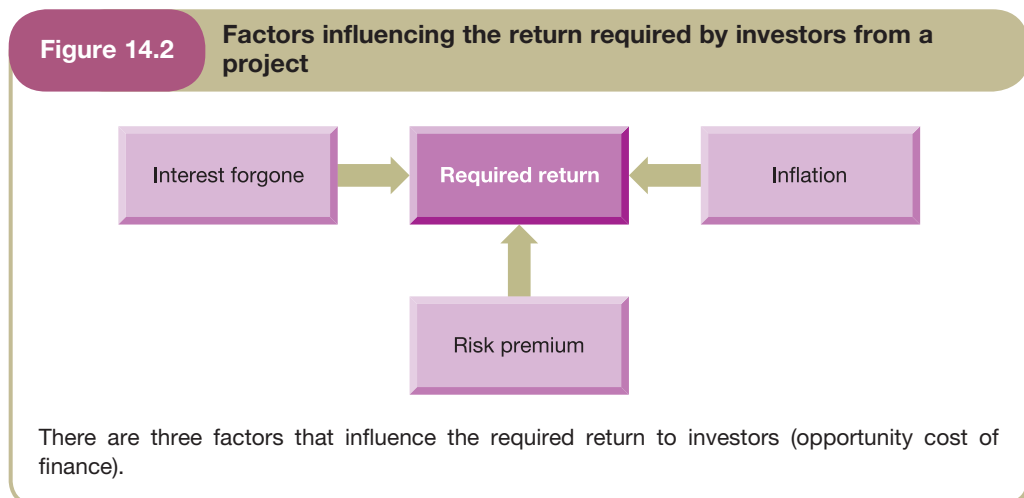 Figure 14.2
Factors influencing the return required by investors from a
project
Interest forgone
Required return
Inflation
Risk premium
There are three factors that influence the required return to investors (opportunity cost of
finance).